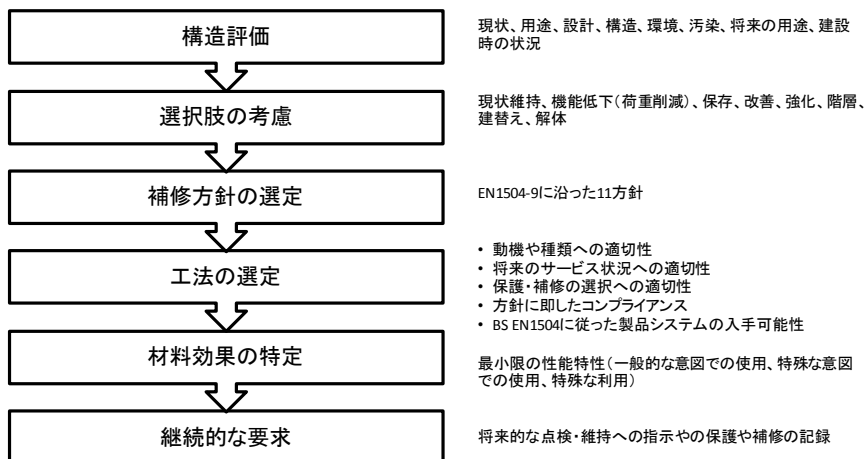 構造評価
現状、用途、設計、構造、環境、汚染、将来の用途、建設
時の状況
選択肢の考慮
現状維持、機能低下(荷重削減)、保存、改善、強化、階層、
建替え、解体
補修方針の選定
EN1504-9に沿った11方針
工法の選定
• 動機や種類への適切性
• 将来のサービス状況への適切性
• 保護・補修の選択への適切性
• 方針に即したコンプライアンス
• BS EN1504に従った製品システムの入手可能性
材料効果の特定
最小限の性能特性(一般的な意図での使用、特殊な意図
での使用、特殊な利用)
継続的な要求
将来的な点検・維持への指示やの保護や補修の記録